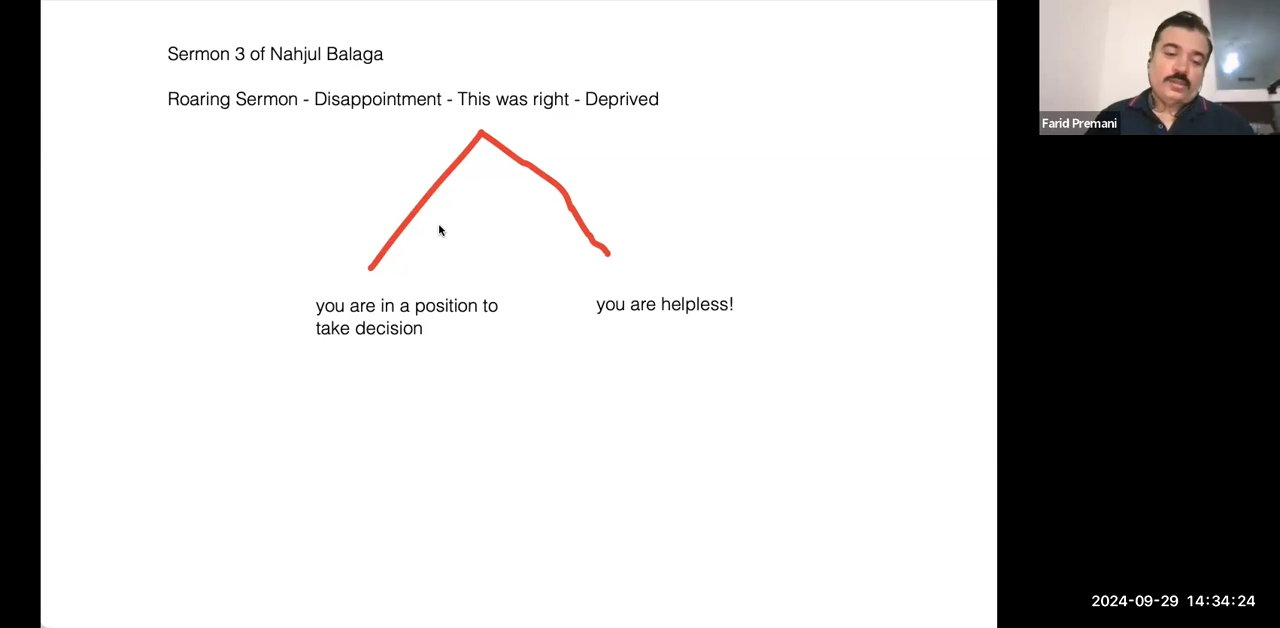 Sermon 3 of Nahjul Balaga
Roaring Sermon - Disappointment - This was right - Deprived
Farid Premani
you are in a position to
take decision
you are helpless!
2024-09-29 14:34:24